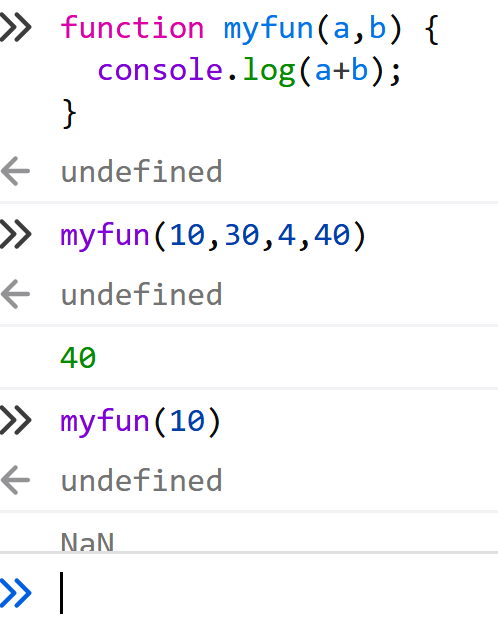 function myfun(a,b) {
  console.log(a+b);
}
undefined
myfun(10,30,4,40)
undefined
40
myfun(10)
undefined
NaN